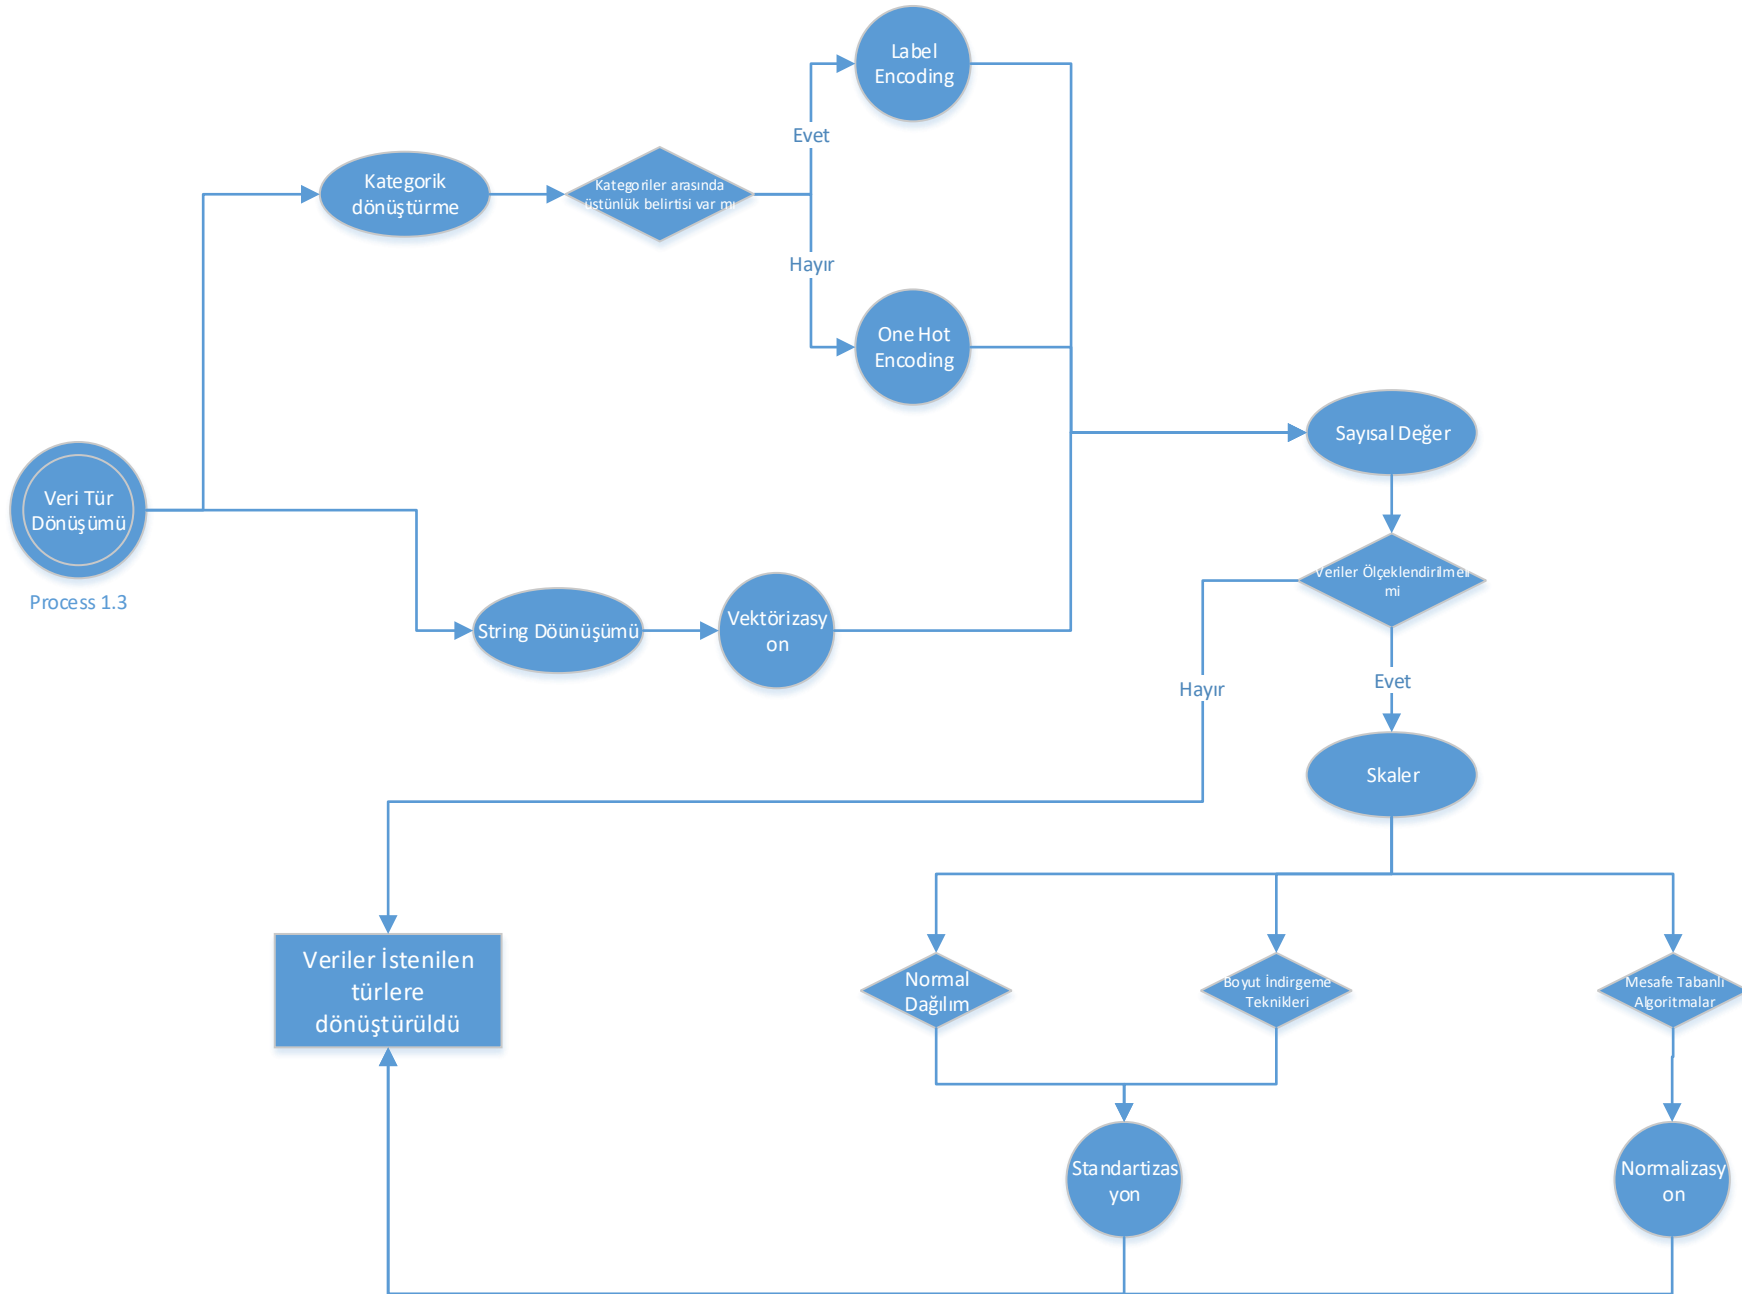 Label
Encoding
Evet
Kategorik
dönüştürme
Kategoriler arasında
üstünlük belirtisi var mı
Hayır
One Hot
Encoding
Sayısal Değer
Veri Tür
Dönüşümü
Process 1.3
String Döünüşümü
Vektörizasy
on
Veriler Ölçeklendirilmeli
mi
Hayır
Evet
Skaler
Veriler İstenilen
türlere
dönüştürüldü
Normal
Dağılım
Boyut İndirgeme
Teknikleri
Mesafe Tabanlı
Algoritmalar
Standartizas
yon
Normalizasy
on